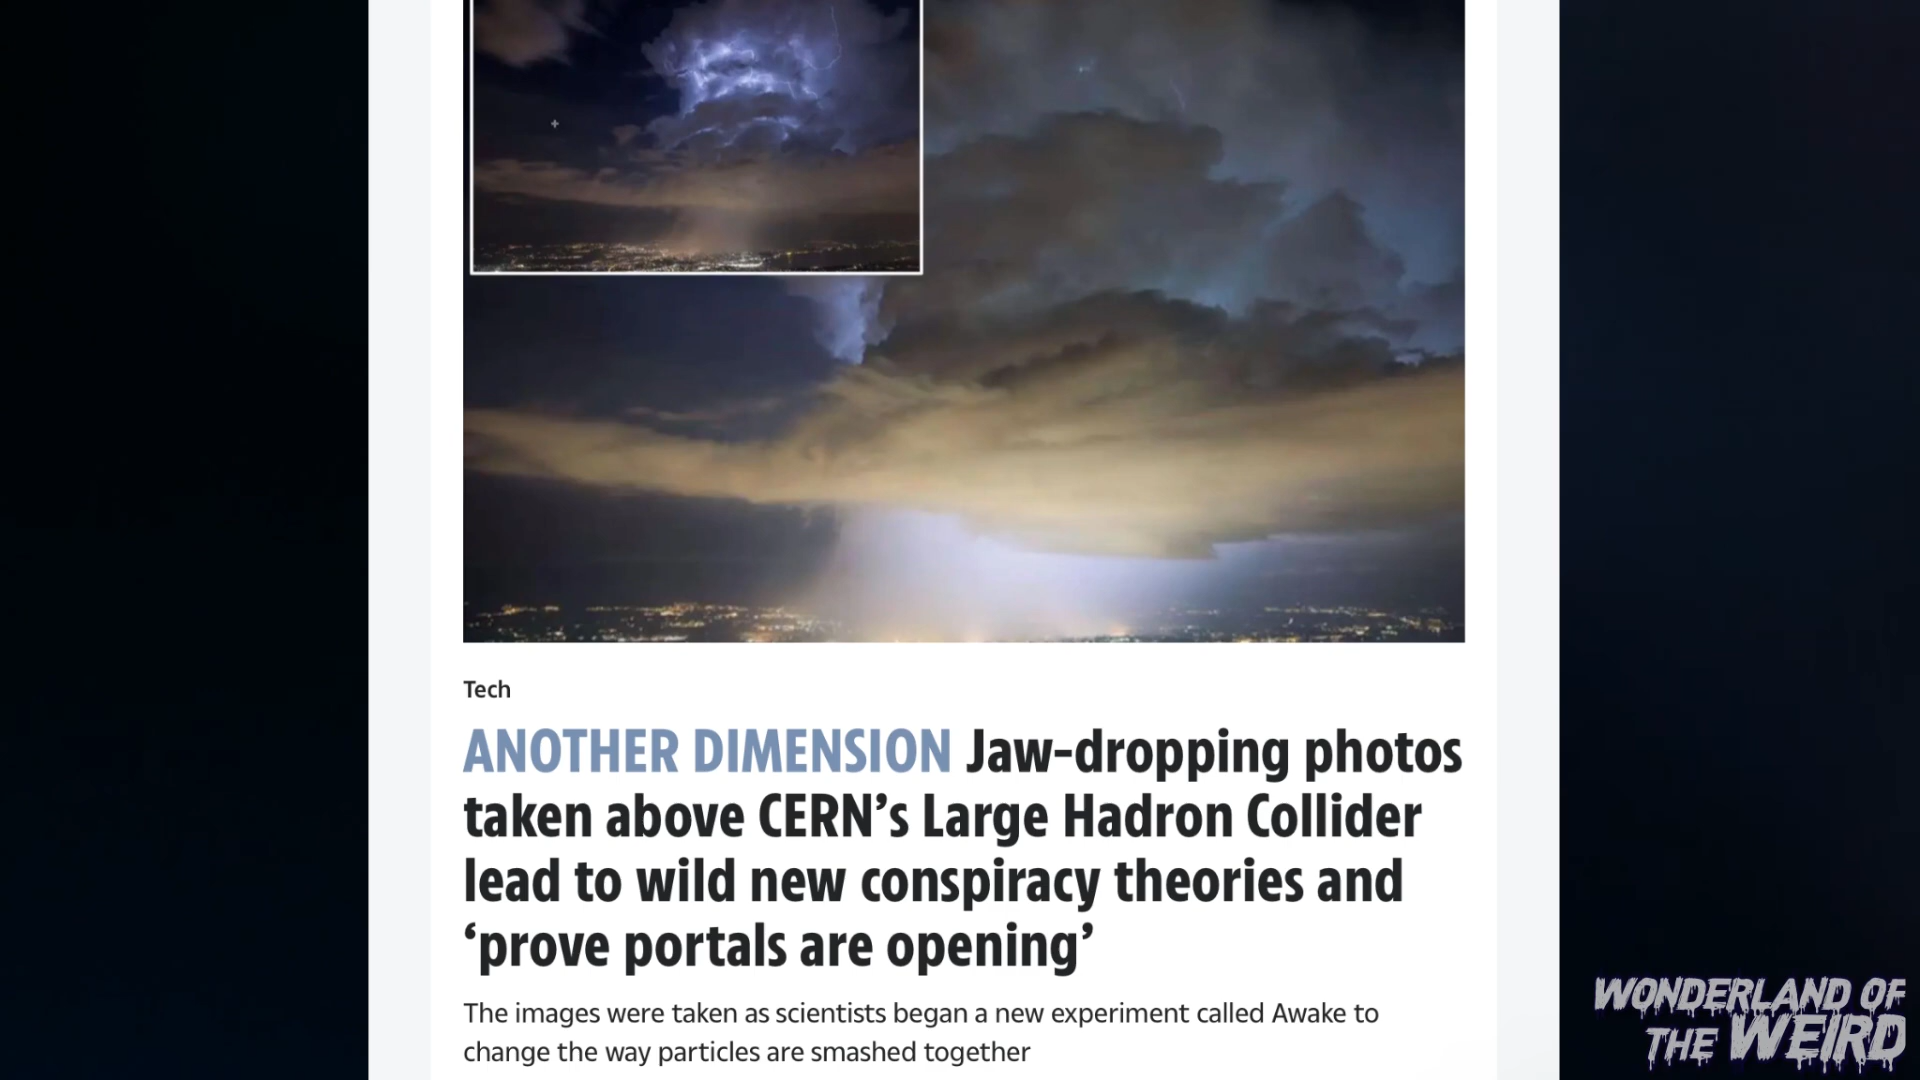 Tech
ANOTHER DIMENSION Jaw-dropping photos
taken above CERN’s Large Hadron Collider
lead to wild new conspiracy theories and
‘prove portals are opening’
The images were taken as scientists began a new experiment called Awake to
change the way particles are smashed together
WONDERLAND OF
THE WEIRD